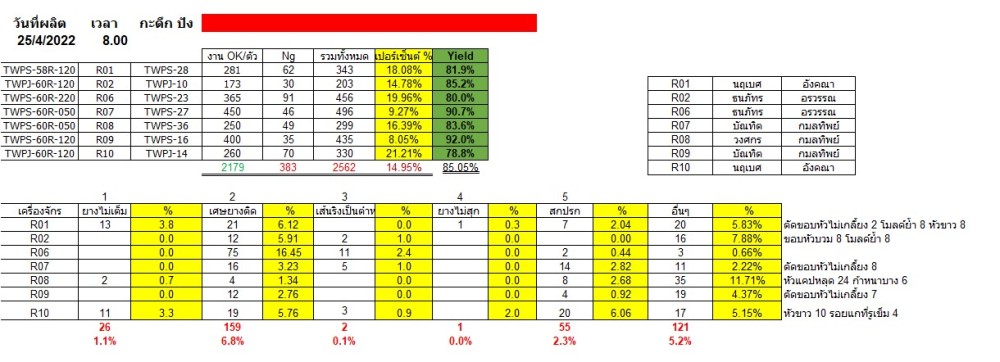 วันที่ผลิต เวลา กะดึก ปัง
25/4/2022 8.00
งาน OK/ตัว Ng รวมทั้งหมด เปอร์เซ็นต์ % Yield
TWPS-58R-120 R01 TWPS-28 281 62 343 18.08% 81.9%
TWPJ-60R-120 R02 TWPJ-10 173 30 203 14.78% 85.2%
TWPS-60R-220 R06 TWPS-23 365 91 456 19.96% 80.0%
TWPS-60R-050 R07 TWPS-27 450 46 496 9.27% 90.7%
TWPS-60R-050 R08 TWPS-36 250 49 299 16.39% 83.6%
TWPS-60R-120 R09 TWPS-16 400 35 435 8.05% 92.0%
TWPJ-60R-120 R10 TWPJ-14 260 70 330 21.21% 78.8%
2179 383 2562 14.95% 85.05%
R01 นฤเบศ อังคณา
R02 ธนภัทร อรวรรณ
R06 ธนภัทร อรวรรณ
R07 บัณฑิต กมลทิพย์
R08 วงศกร กมลทิพย์
R09 บัณฑิต กมลทิพย์
R10 นฤเบศ อังคณา
1 2 3 4 5
เครื่องจักร ยางไม่เต็ม % เศษยางติด % เส้นริงเป็นตำห % ยางไม่สุก % สกปรก % อื่นๆ %
R01 13 3.8 21 6.12 0.0 1 0.3 7 2.04 20 5.83% ตัดขอบหัวไม่เกลี้ยง 2 โมลด์ย้ำ 8 หัวขาว 8
R02 0.0 12 5.91 2 1.0 0.0 0.00 16 7.88% ขอบหัวบวม 8 โมลด์ย้ำ 8
R06 0.0 75 16.45 11 2.4 0.0 2 0.44 3 0.66%
R07 0.0 16 3.23 5 1.0 0.0 14 2.82 11 2.22% ตัดขอบหัวไม่เกลี้ยง 8
R08 2 0.7 4 1.34 0.0 0.0 8 2.68 35 11.71% หัวแคปหลุด 24 กำหนาบาง 6
R09 0.0 12 2.76 0.0 0.0 4 0.92 19 4.37% ตัดขอบหัวไม่เกลี้ยง 7
R10 11 3.3 19 5.76 3 0.9 2.0 20 6.06 17 5.15% หัวขาว 10 รอยแกที่รูเข็ม 4
26 159 2 1 55 121
1.1% 6.8% 0.1% 0.0% 2.3% 5.2%